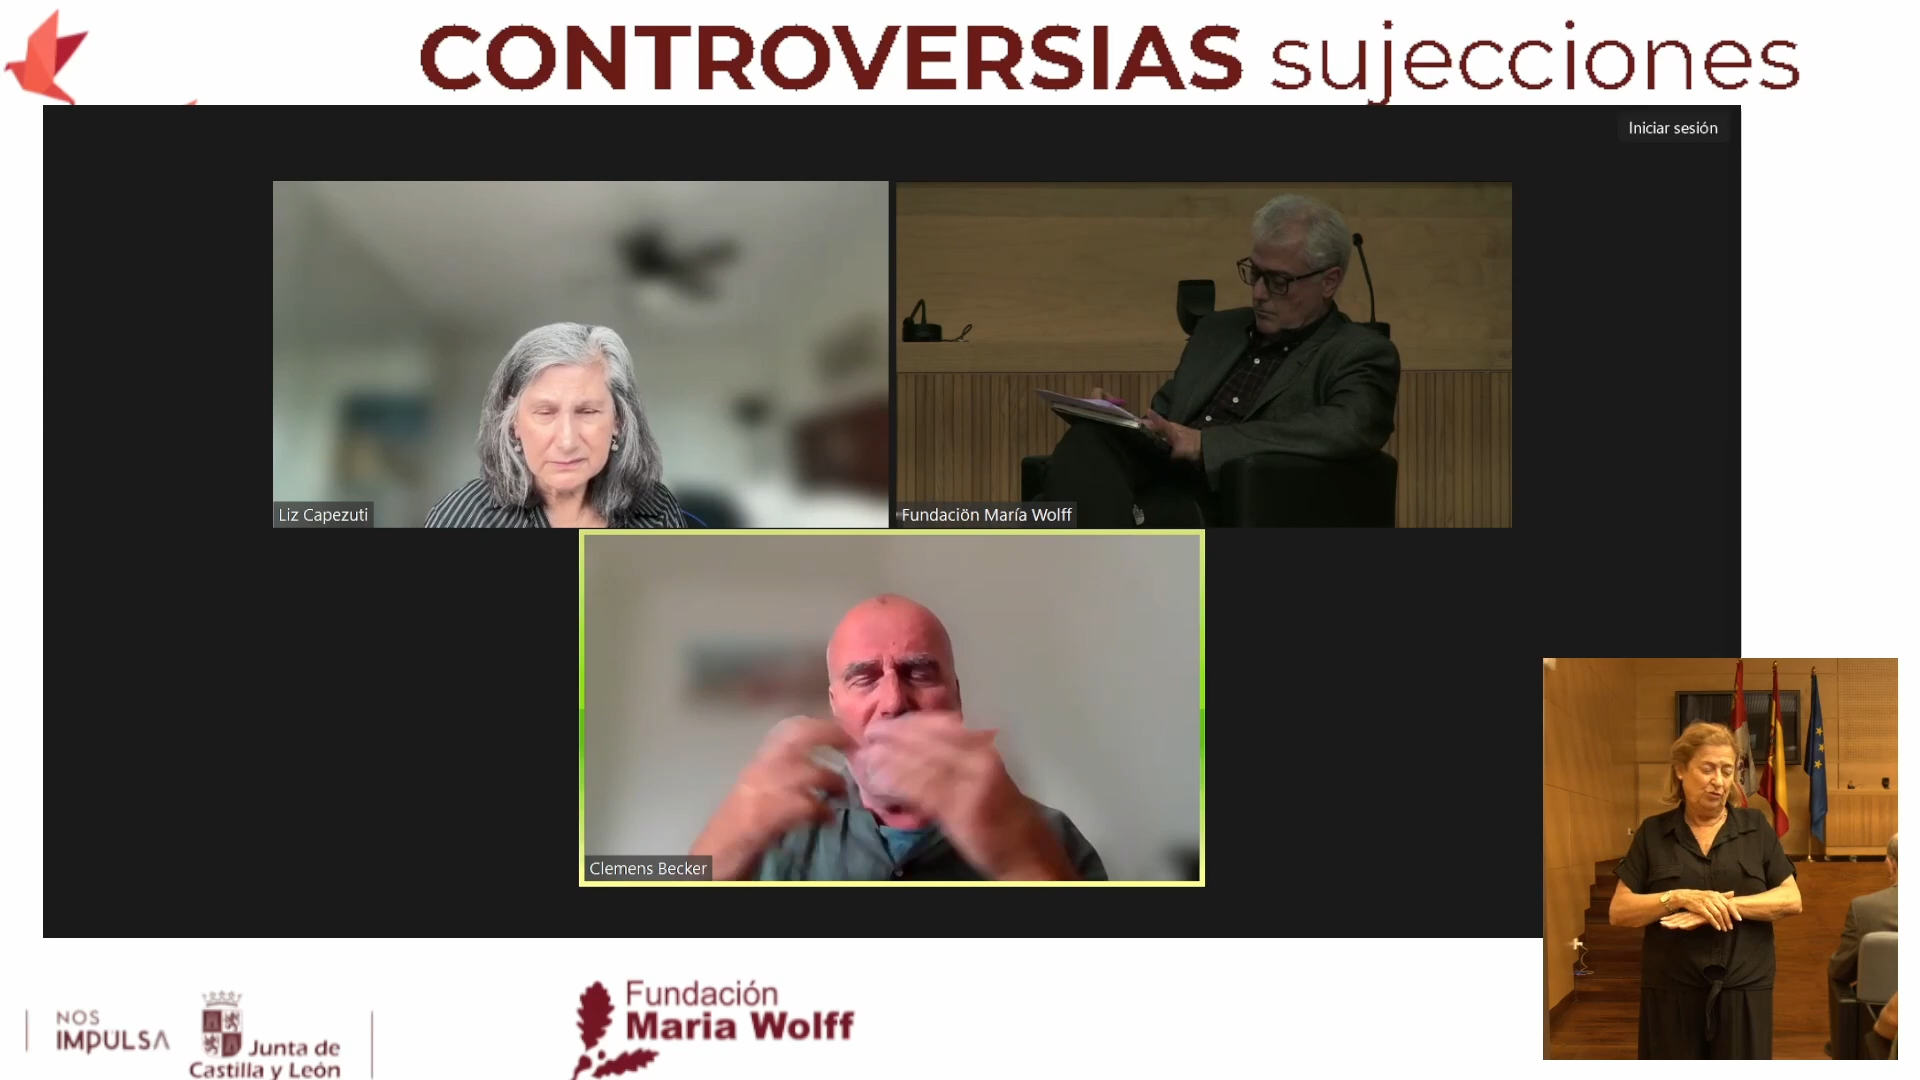 CONTROVERSIAS sujecciones
Iniciar sesión
Liz Capezuti
Fundaciön María Wolff
Clemens Becker
NOS
IMPULSA
Junta de
Castilla y León
Fundación
Maria Wolff